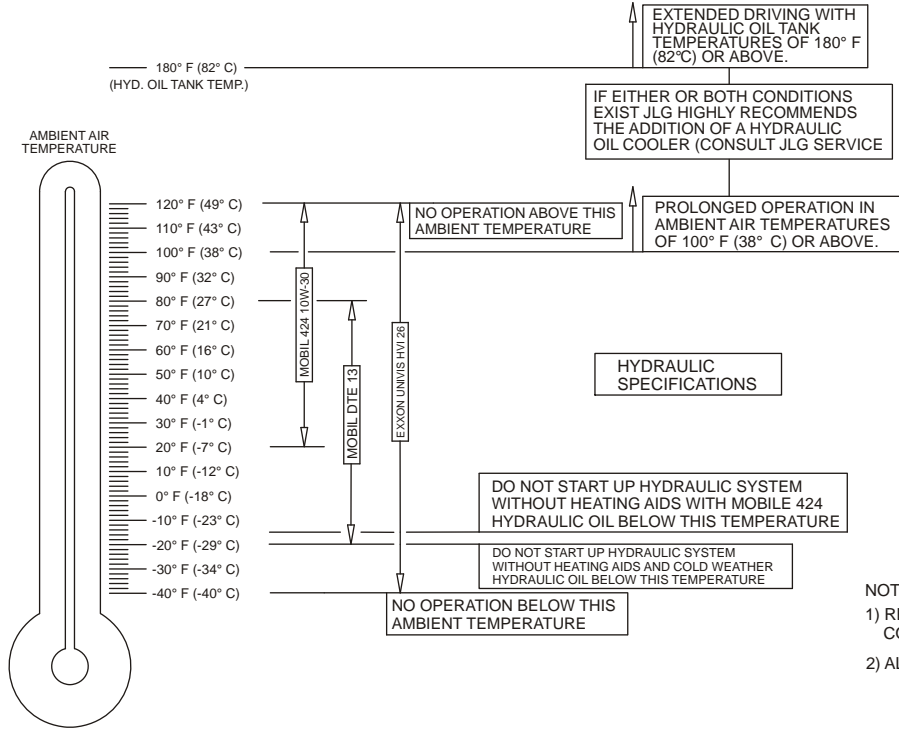 EXTENDED DRIVING WITH
HYDRAULIC OIL TANK
TEMPERATURES OF 180° F
(82°C) OR ABOVE.
180° F (82° C)
(HYD. OIL TANK TEMP.)
IF EITHER OR BOTH CONDITIONS
EXIST JLG HIGHLY RECOMMENDS
THE ADDITION OF A HYDRAULIC
OIL COOLER (CONSULT JLG SERVICE
AMBIENT AIR
TEMPERATURE
120° F (49° C)
110° F (43° C)
100° F (38° C)
90° F (32° C)
80° F (27° C)
70° F (21° C)
60° F (16° C)
50° F (10° C)
40° F (4° C)
30° F (-1° C)
20° F (-7° C)
10° F (-12° C)
0° F (-18° C)
-10° F (-23° C)
-20° F (-29° C)
-30° F (-34° C)
-40° F (-40° C)
NO OPERATION ABOVE THIS
AMBIENT TEMPERATURE
PROLONGED OPERATION IN
AMBIENT AIR TEMPERATURES
OF 100° F (38° C) OR ABOVE.
MOBIL 424 10W-30
MOBIL DTE 13
EXXON UNIVIS HVI 26
HYDRAULIC
SPECIFICATIONS
DO NOT START UP HYDRAULIC SYSTEM
WITHOUT HEATING AIDS WITH MOBILE 424
HYDRAULIC OIL BELOW THIS TEMPERATURE
DO NOT START UP HYDRAULIC SYSTEM
WITHOUT HEATING AIDS AND COLD WEATHER
HYDRAULIC OIL BELOW THIS TEMPERATURE
NO OPERATION BELOW THIS
AMBIENT TEMPERATURE
NOT
1)
2)